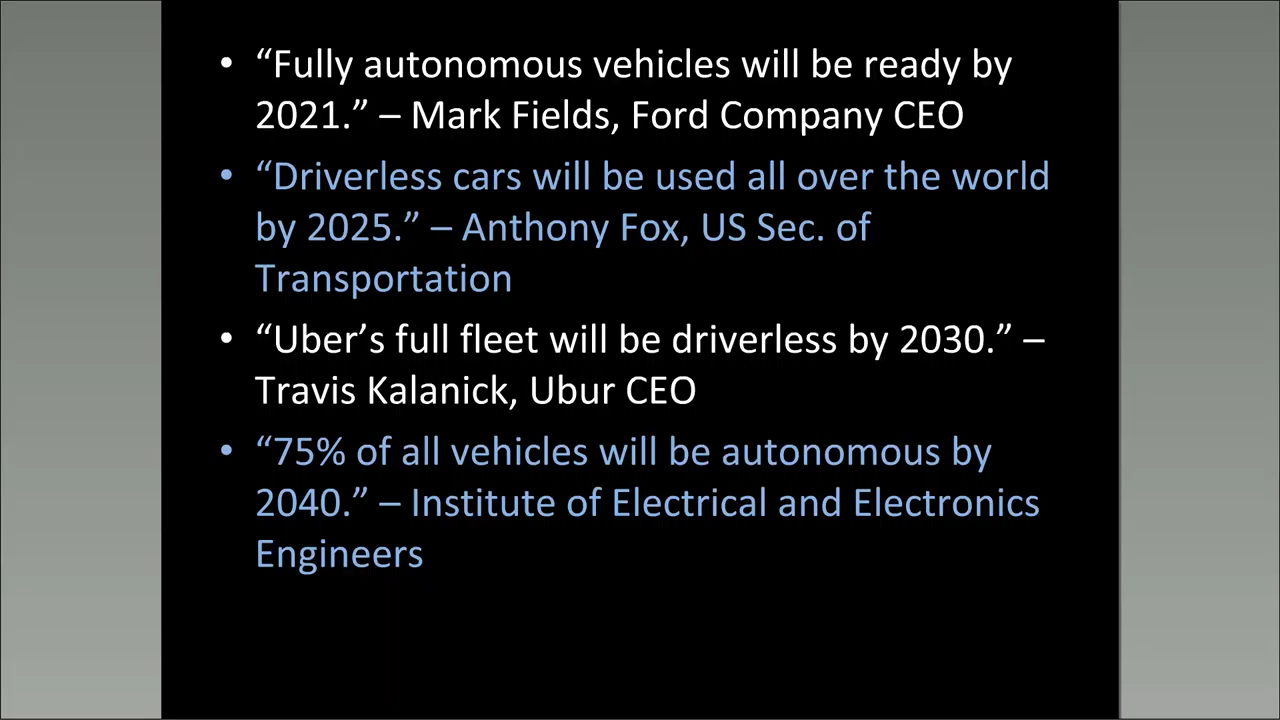 • “Fully autonomous vehicles will be ready by
2021.” – Mark Fields, Ford Company CEO
• “Driverless cars will be used all over the world
by 2025.” – Anthony Fox, US Sec. of
Transportation
• “Uber’s full fleet will be driverless by 2030.” –
Travis Kalanick, Ubur CEO
• “75% of all vehicles will be autonomous by
2040.” – Institute of Electrical and Electronics
Engineers